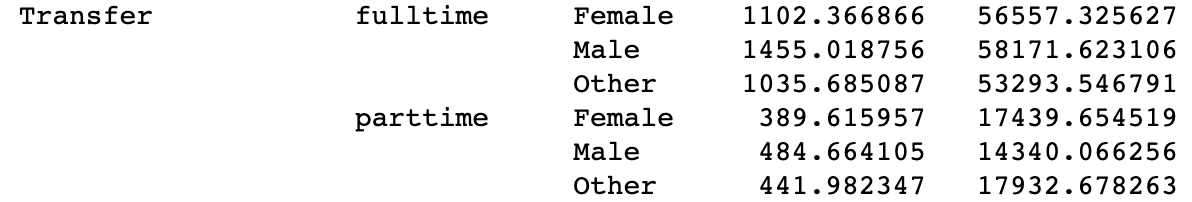 Transfer fulltime Female 1102.366866 56557.325627
Male 1455.018756 58171.623106
Other 1035.685087 53293.546791
parttime Female 389.615957 17439.654519
Male 484.664105 14340.066256
Other 441.982347 17932.678263